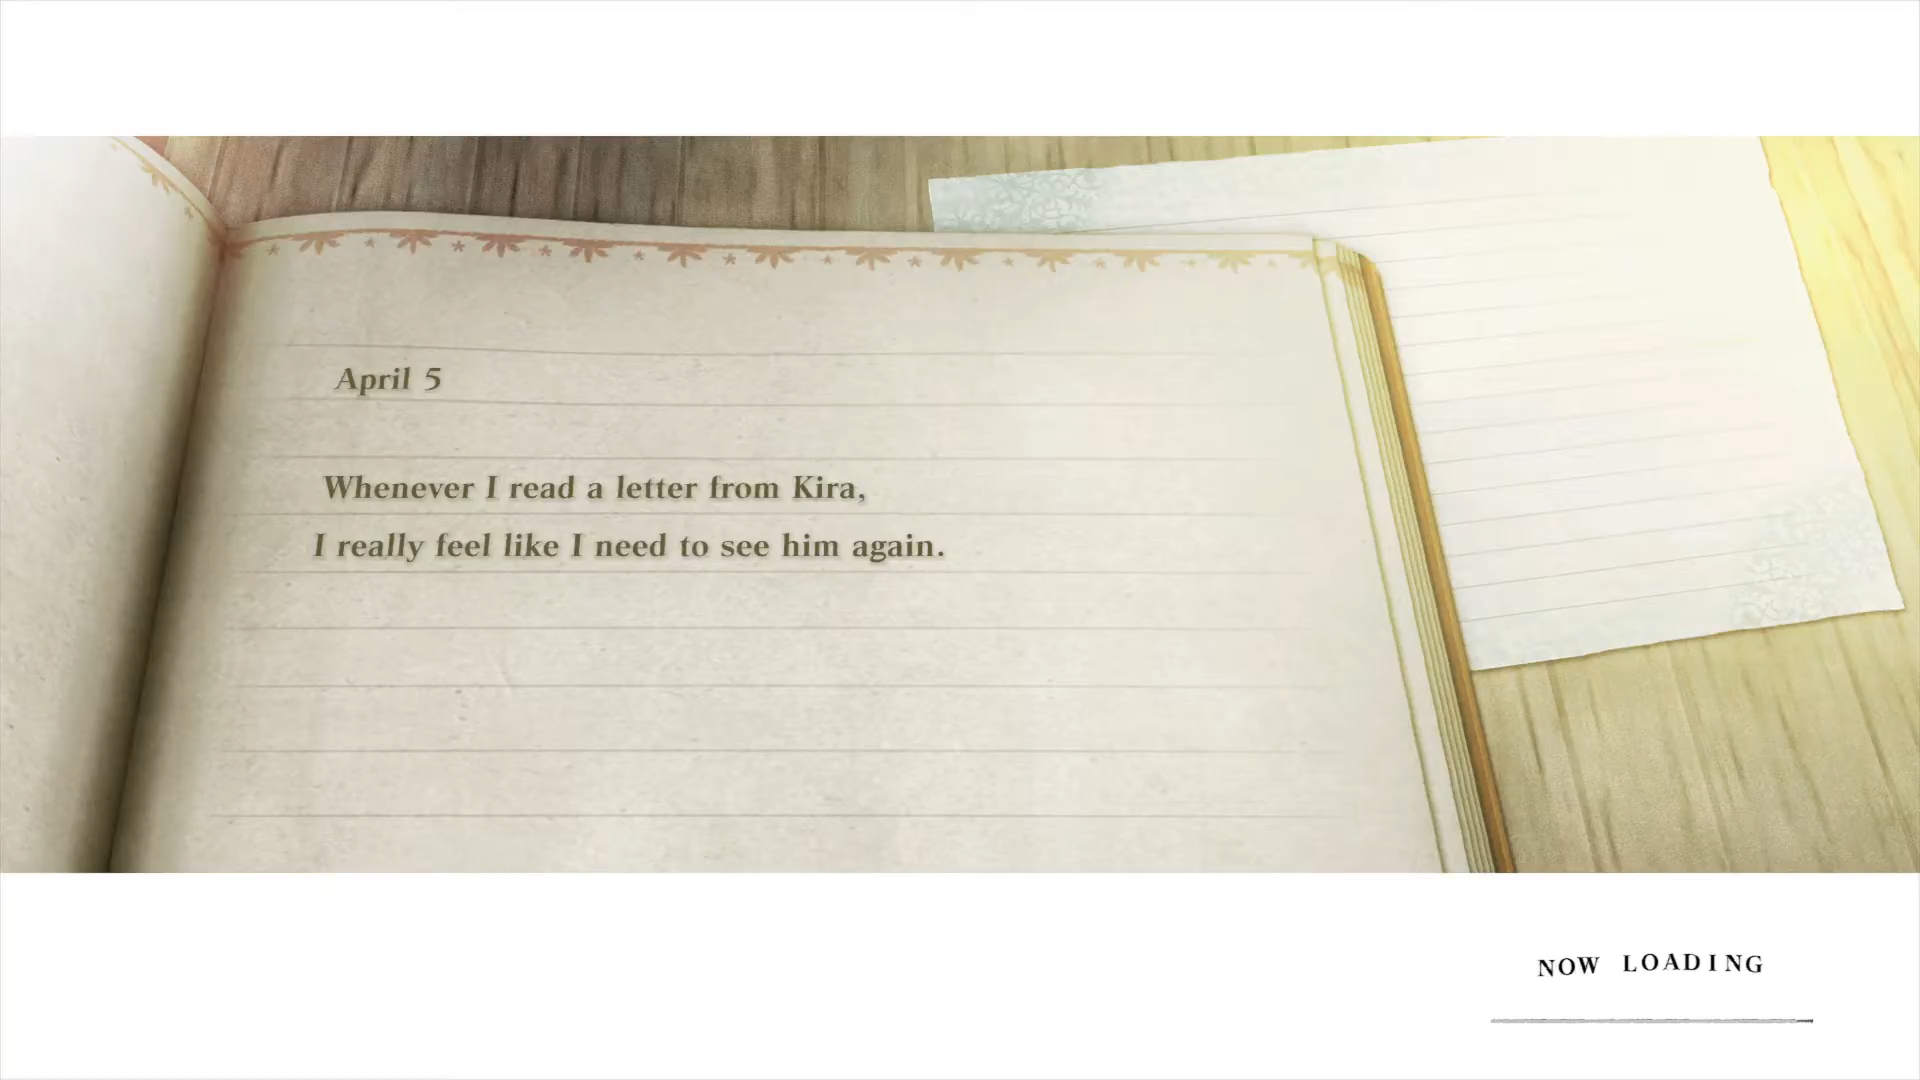 April 5
Whenever I read a letter from Kira,
I really feel like I need to see him again.
NOW LOADING